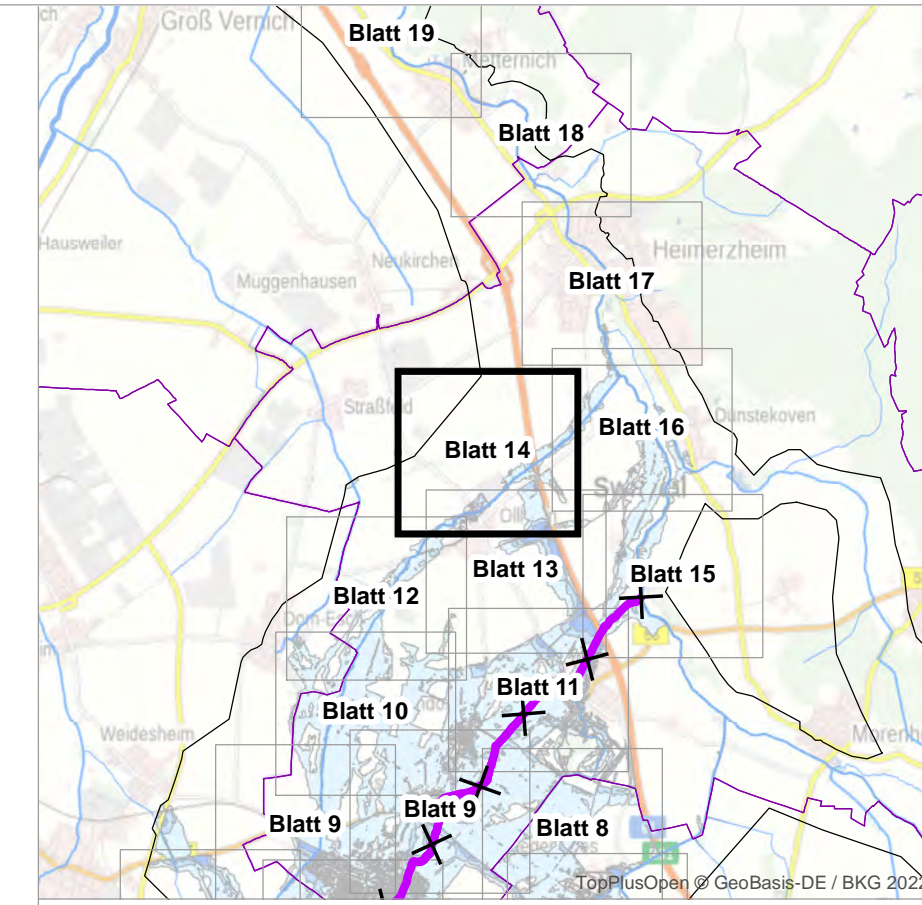 Groß Vernich
Blatt 19
Metternich
Blatt 18
Hausweiler
Neukirchen
Heimerzheim
Muggenhausen
Blatt 17
Straßfeld
Dünstekoven
Blatt 16
Blatt 14
Blatt 13
Blatt 15
Blatt 12
Blatt 11
Blatt 10
Weidesheim
Blatt 9
Blatt 9
Blatt 8
TopPlusOpen © GeoBasis-DE / BKG 2022